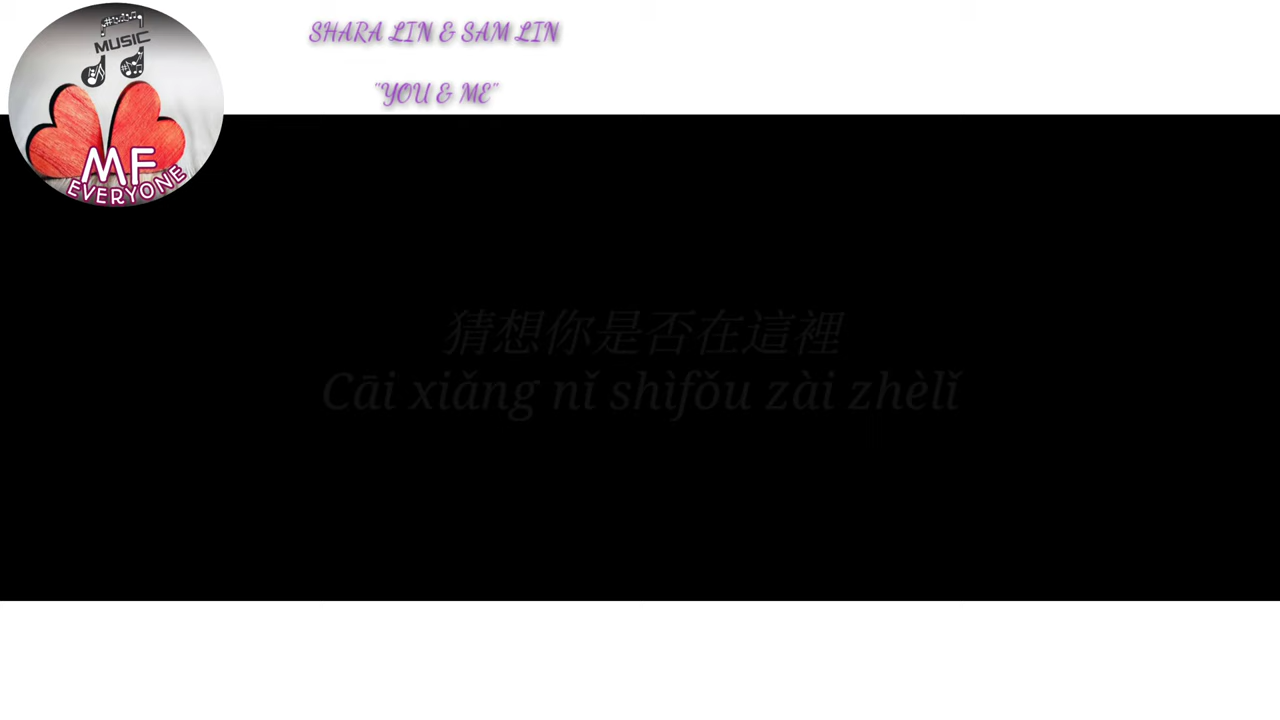 MUSIC
MF
EVERYONE
SHARA LIN & SAM LIN
"YOU & ME"
猜想你是否在這裡
Cāi xiǎng nǐ shìfǒu zài zhèlǐ